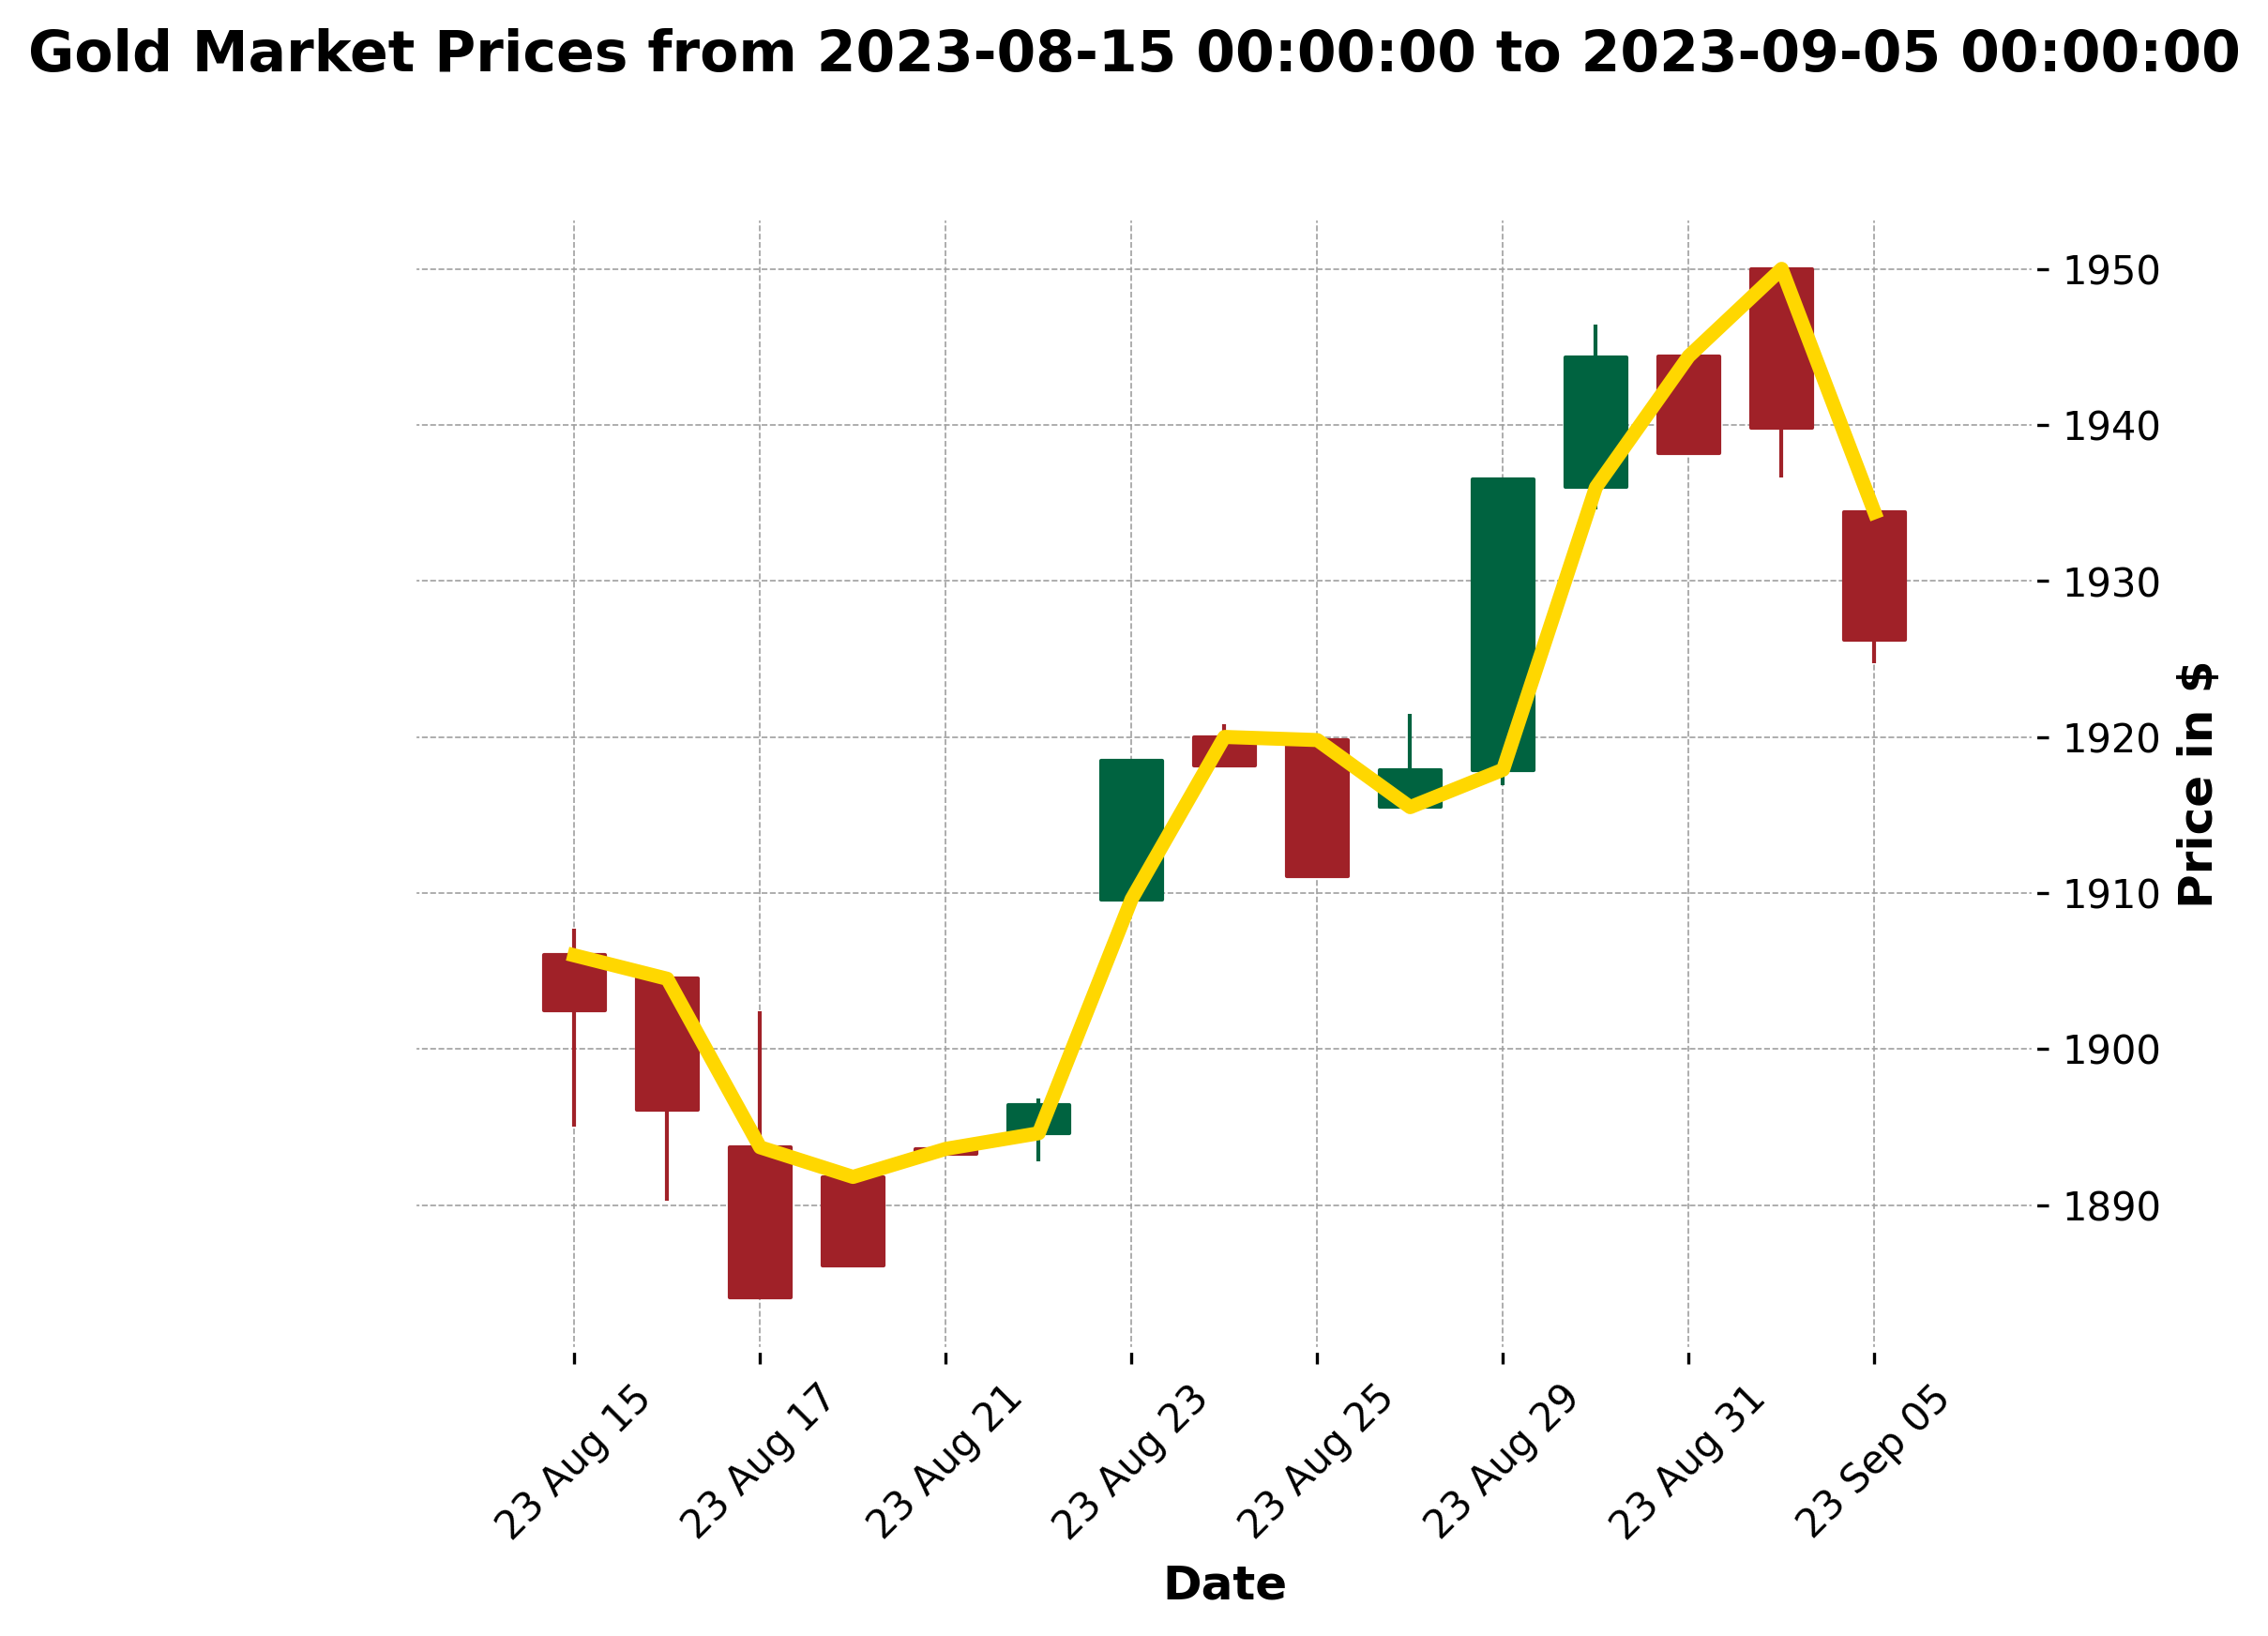 Gold Market Prices from 2023-08-15 00:00:00 to 2023-09-05 00:00:00
1950
1940
1930
1920
1910
1900
1890
Price in $
23 Aug 15
23 Aug 17
23 Aug 21
23 Aug 23
23 Aug 25
23 Aug 29
23 Aug 31
23 Sep 05
Date